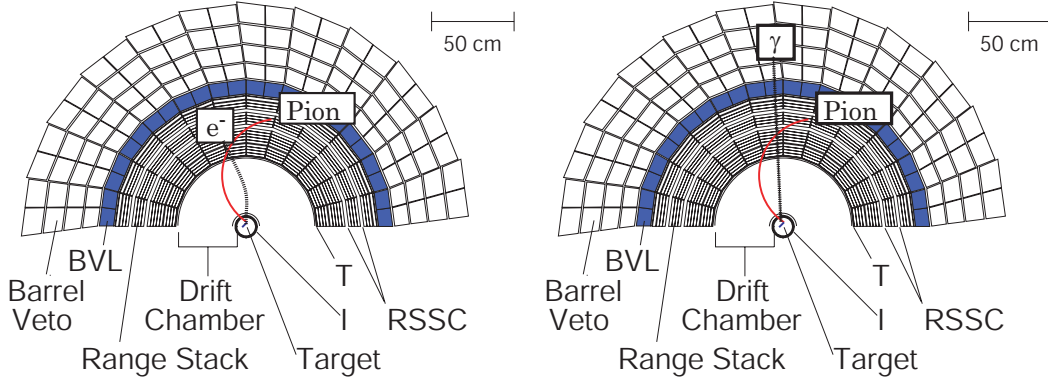 50 cm
e-
Pion
BVL
Barrel
Veto
Drift
Chamber
T
I
RSSC
Range Stack
Target
50 cm
γ
Pion
BVL
Barrel
Veto
Drift
Chamber
T
I
RSSC
Range Stack
Target